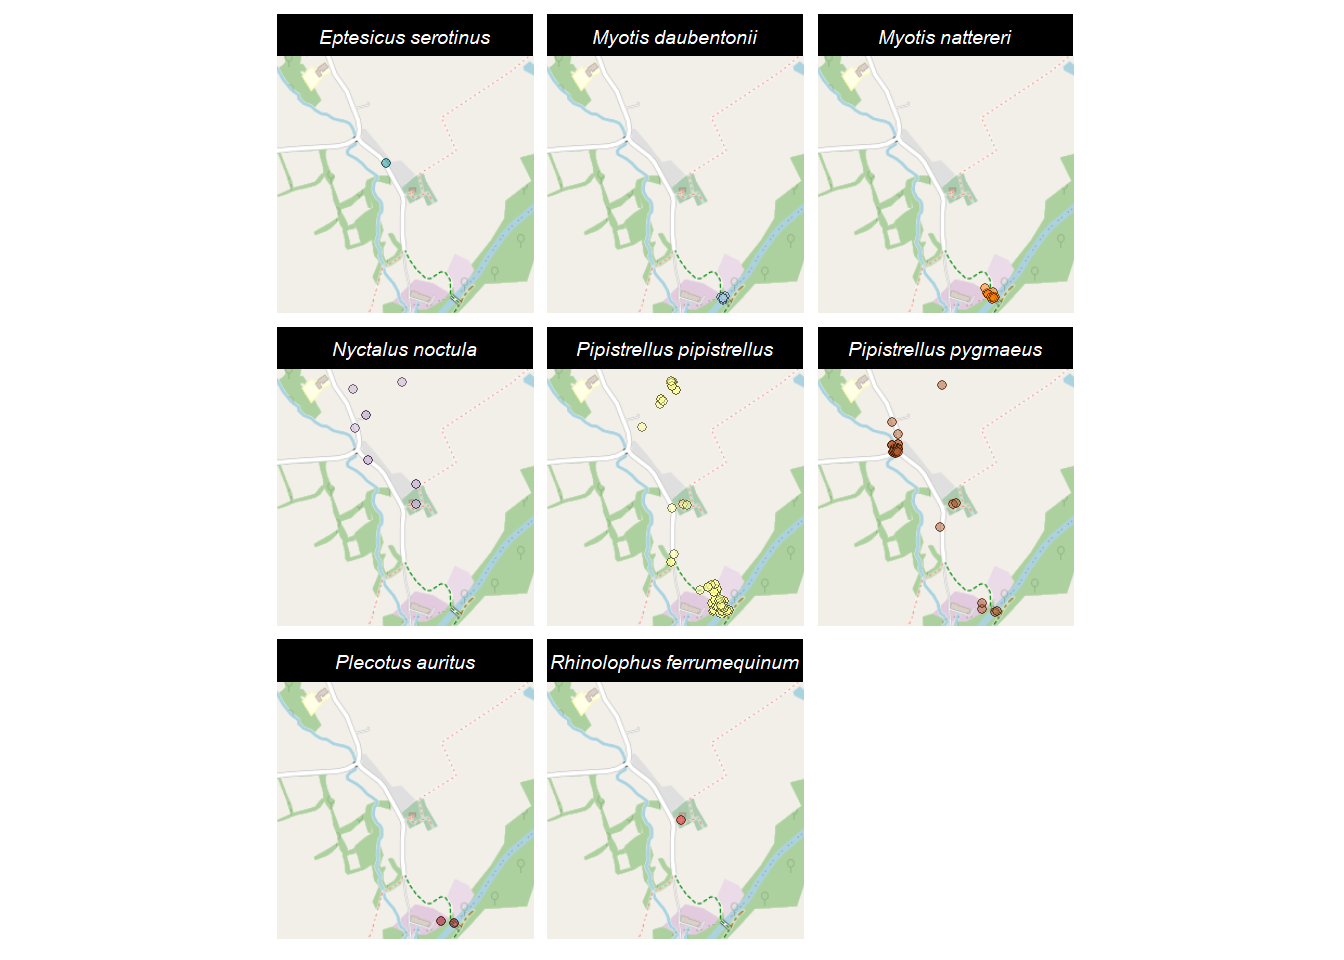 Eptesicus serotinus
Myotis daubentonii
Myotis nattereri
Nyctalus noctula
Pipistrellus pipistrellus
Pipistrellus pygmaeus
Plecotus auritus
Rhinolophus ferrumequinum